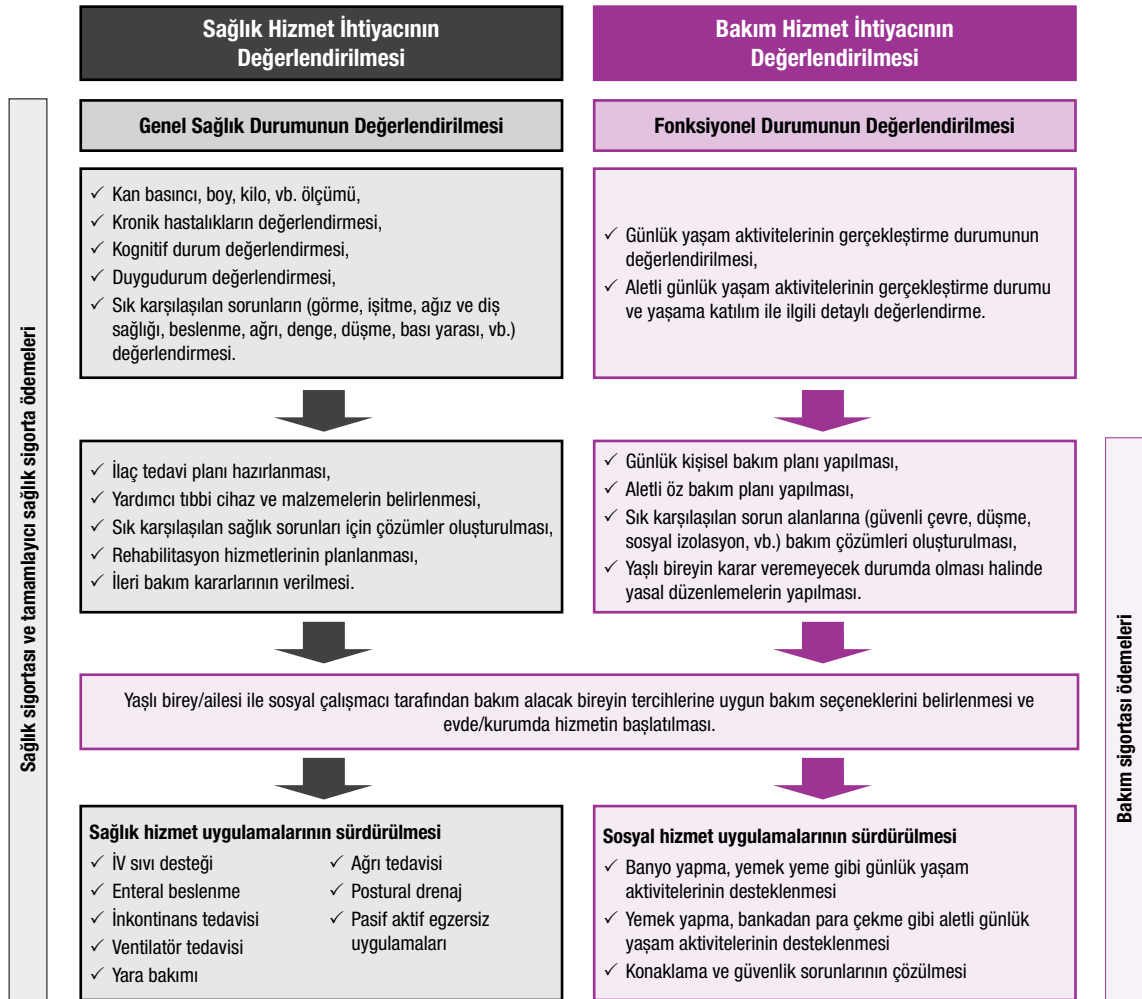 Sağlık Hizmet İhtiyacının
Değerlendirilmesi
Bakım Hizmet İhtiyacının
Değerlendirilmesi
Sağlık sigortası ve tamamlayıcı sağlık sigorta ödemeleri
Genel Sağlık Durumunun Değerlendirilmesi
Fonksiyonel Durumunun Değerlendirilmesi
✓ Kan basıncı, boy, kilo, vb. ölçümü,
✓ Kronik hastalıkların değerlendirmesi,
✓ Kognitif durum değerlendirmesi,
✓ Duygudurum değerlendirmesi,
✓ Sık karşılaşılan sorunların (görme, işitme, ağız ve diş
sağlığı, beslenme, ağrı, denge, düşme, bası yarası, vb.)
değerlendirmesi.
✓ Günlük yaşam aktivitelerinin gerçekleştirme durumunun
değerlendirilmesi,
✓ Aletli günlük yaşam aktivitelerinin gerçekleştirme durumu
ve yaşama katılım ile ilgili detaylı değerlendirme.
✓ İlaç tedavi planı hazırlanması,
✓ Yardımcı tıbbi cihaz ve malzemelerin belirlenmesi,
✓ Sık karşılaşılan sağlık sorunları için çözümler oluşturulması,
✓ Rehabilitasyon hizmetlerinin planlanması,
✓ İleri bakım kararlarının verilmesi.
✓ Günlük kişisel bakım planı yapılması,
✓ Aletli öz bakım planı yapılması,
✓ Sık karşılaşılan sorun alanlarına (güvenli çevre, düşme,
sosyal izolasyon, vb.) bakım çözümleri oluşturulması,
✓ Yaşlı bireyin karar veremeyecek durumda olması halinde
yasal düzenlemelerin yapılması.
Bakım sigortası ödemeleri
Yaşlı birey/ailesi ile sosyal çalışmacı tarafından bakım alacak bireyin tercihlerine uygun bakım seçeneklerini belirlenmesi ve
evde/kurumda hizmetin başlatılması.
Sağlık hizmet uygulamalarının sürdürülmesi
✓ İV sıvı desteği
✓ Enteral beslenme
✓ İnkontinans tedavisi
✓ Ventilatör tedavisi
✓ Yara bakımı
✓ Ağrı tedavisi
✓ Postural drenaj
✓ Pasif aktif egzersiz
uygulamaları
Sosyal hizmet uygulamalarının sürdürülmesi
✓ Banyo yapma, yemek yeme gibi günlük yaşam
aktivitelerinin desteklenmesi
✓ Yemek yapma, bankadan para çekme gibi aletli günlük
yaşam aktivitelerinin desteklenmesi
✓ Konaklama ve güvenlik sorunlarının çözülmesi